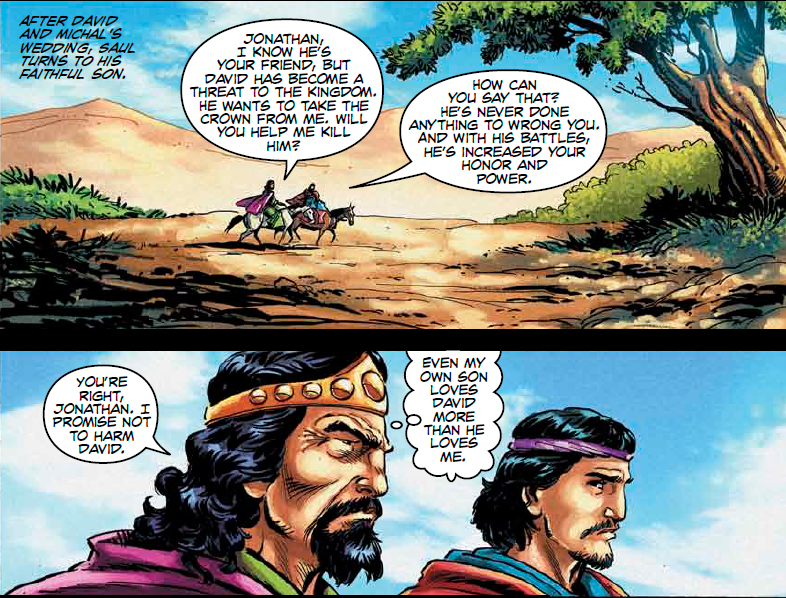 AFTER DAVID
AND MICHAL'S
WEDDING, SAUL
TURNS TO HIS
FAITHFUL SON.
JONATHAN,
I KNOW HE'S
YOUR FRIEND, BUT
DAVID HAS BECOME A
THREAT TO THE KINGDOM.
HE WANTS TO TAKE THE
CROWN FROM ME. WILL
YOU HELP ME KILL
HIM?
HOW CAN
YOU SAY THAT?
HE'S NEVER DONE
ANYTHING TO WRONG YOU.
AND WITH HIS BATTLES,
HE'S INCREASED YOUR
HONOR AND
POWER.
YOU'RE
RIGHT,
JONATHAN. I
PROMISE NOT
TO HARM
DAVID.
EVEN MY
OWN SON
LOVES
DAVID
MORE
THAN HE
LOVES
ME.